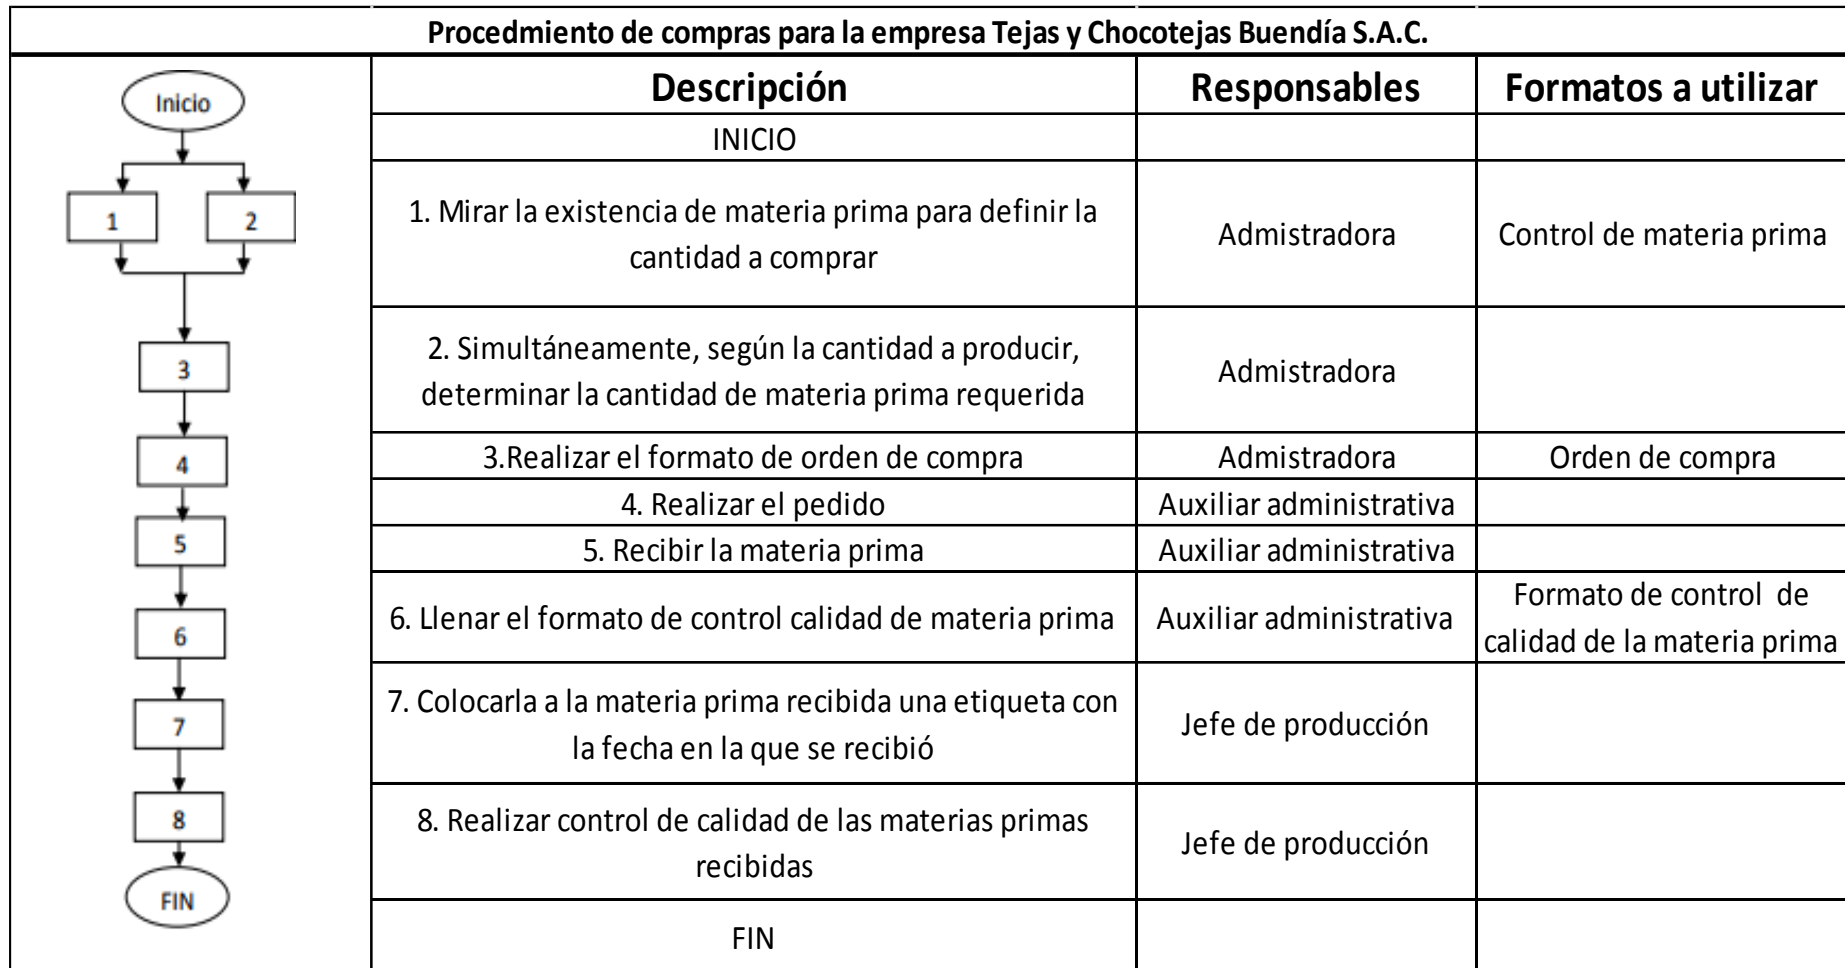 Procedmiento de compras para la empresa Tejas y Chocotejas Buendía S.A.C.
Descripción
Responsables
Formatos a utilizar
Inicio
1
2
3
4
5
6
7
8
FIN
INICIO
1. Mirar la existencia de materia prima para definir la
cantidad a comprar
Admistradora
Control de materia prima
2. Simultáneamente, según la cantidad a producir,
determinar la cantidad de materia prima requerida
Admistradora
3.Realizar el formato de orden de compra
Admistradora
Orden de compra
4. Realizar el pedido
Auxiliar administrativa
5. Recibir la materia prima
Auxiliar administrativa
6. Llenar el formato de control calidad de materia prima
Auxiliar administrativa
Formato de control de
calidad de la materia prima
7. Colocarla a la materia prima recibida una etiqueta con
la fecha en la que se recibió
Jefe de producción
8. Realizar control de calidad de las materias primas
recibidas
Jefe de producción
FIN